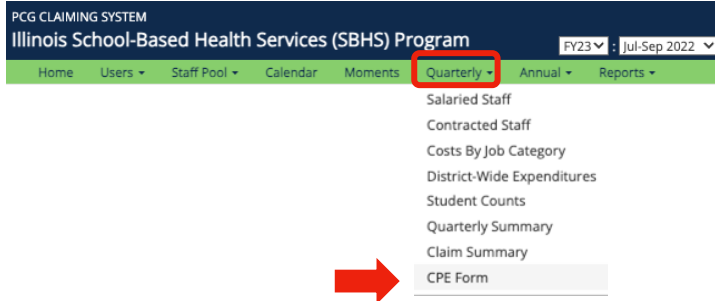 PCG CLAIMING SYSTEM
Illinois School-Based Health Services (SBHS) Program
FY23 : Jul-Sep 2022
Home Users Staff Pool Calendar Moments Quarterly Annual Reports
Salaried Staff
Contracted Staff
Costs By Job Category
District-Wide Expenditures
Student Counts
Quarterly Summary
Claim Summary
CPE Form